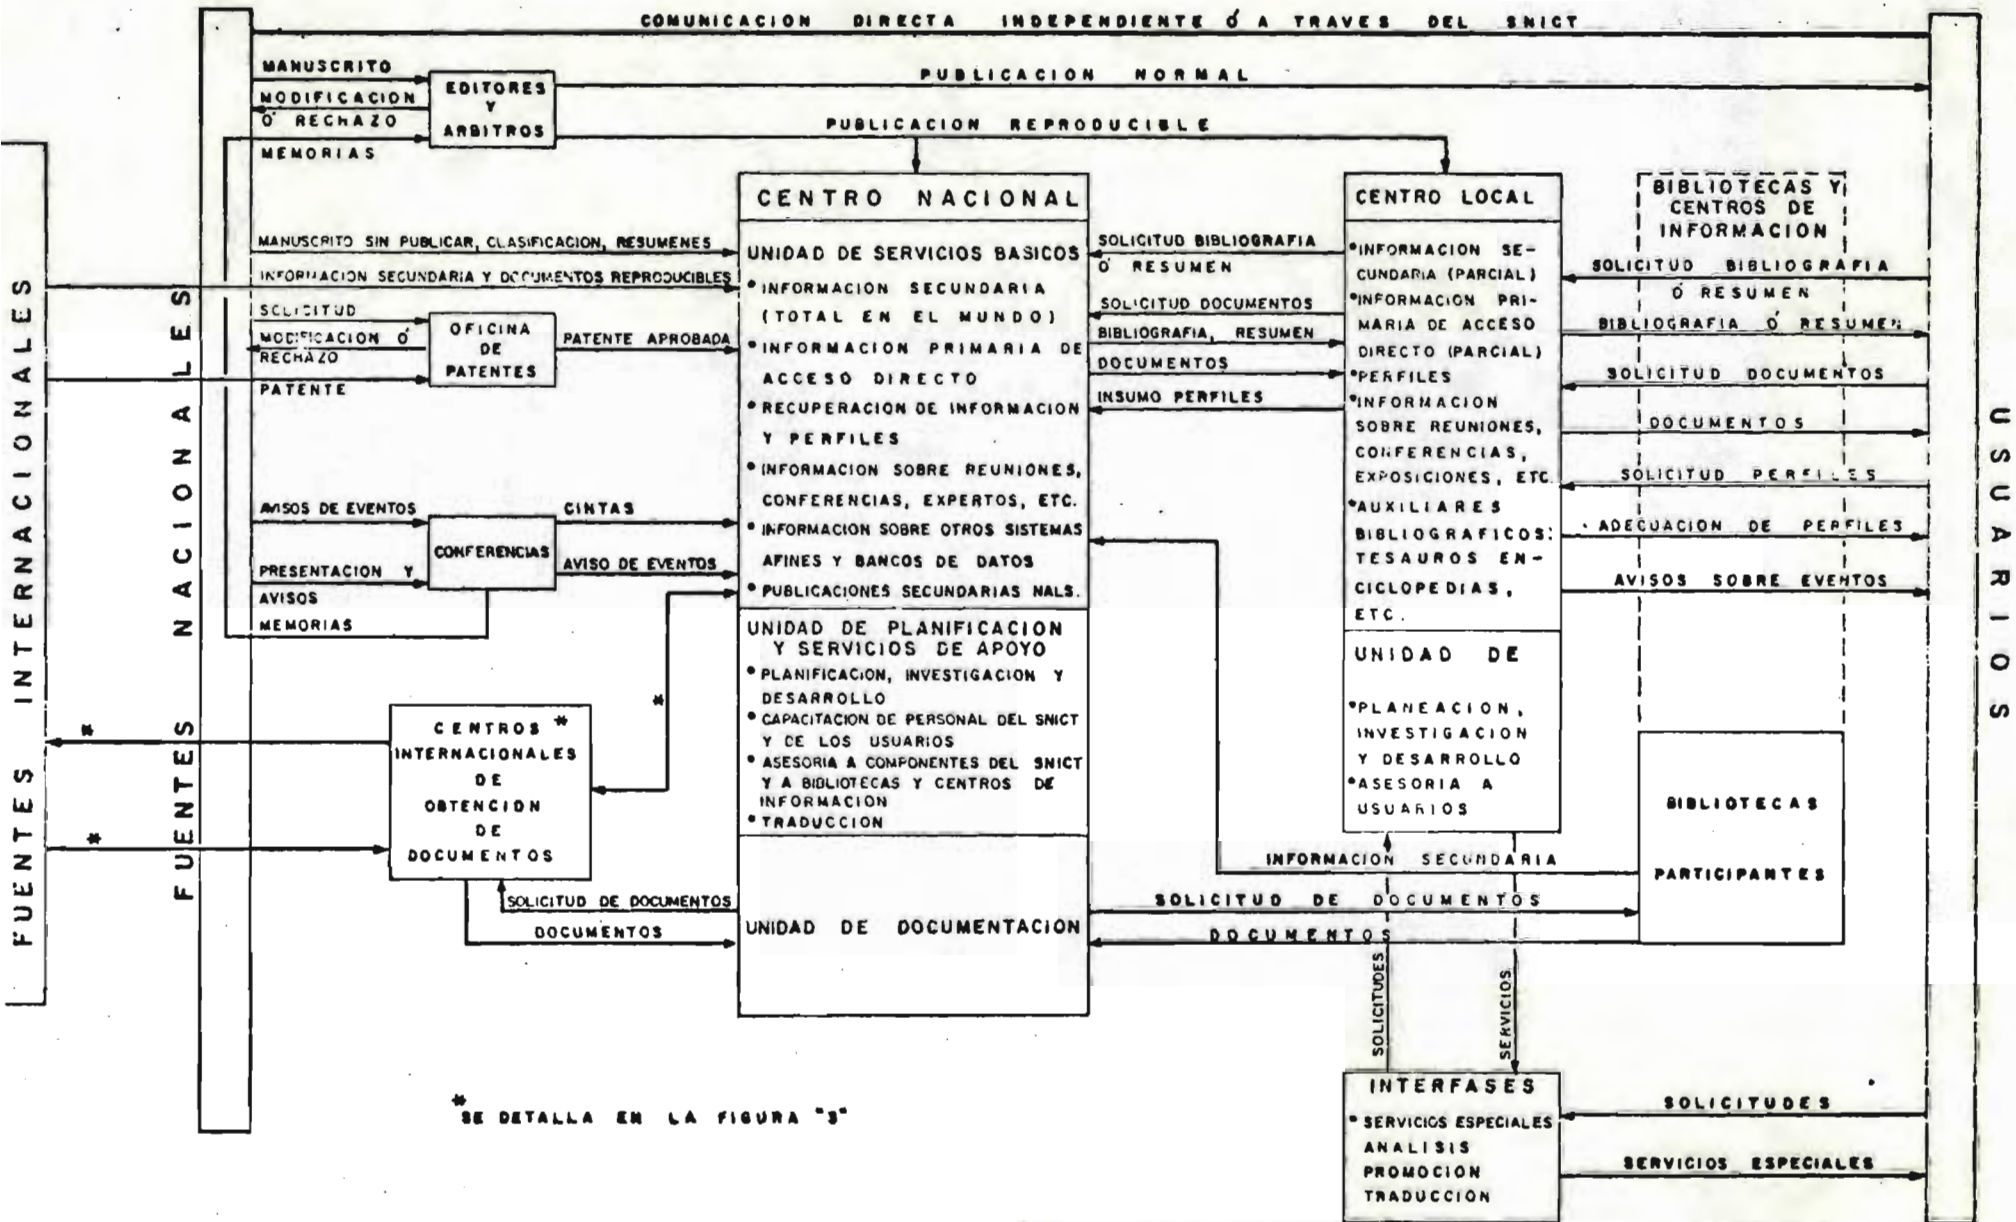 COMUNICACION DIRECTA INDEPENDIENTE Ó A TRAVES DEL SNICT
MANUSCRITO
MODIFICACION
Ó RECHAZO
MEMORIAS
EDITORES
Y
ARBITROS
PUBLICACION NORMAL
PUBLICACION REPRODUCIBLE
FUENTES INTERNACIONALES
FUENTES NACIONALES
MANUSCRITO SIN PUBLICAR, CLASIFICACION, RESUMENES
INFORMACION SECUNDARIA Y DOCUMENTOS REPRODUCIBLES
SOLICITUD
MODIFICACION Ó
RECHAZO
PATENTE
OFICINA
DE
PATENTES
PATENTE APROBADA
AVISOS DE EVENTOS
PRESENTACION Y
AVISOS
MEMORIAS
CONFERENCIAS
CINTAS
AVISO DE EVENTOS
CENTROS *
INTERNACIONALES
DE
OBTENCION
DE
DOCUMENTOS
*
*
*
SOLICITUD DE DOCUMENTOS
DOCUMENTOS
CENTRO NACIONAL
UNIDAD DE SERVICIOS BASICOS
• INFORMACION SECUNDARIA
(TOTAL EN EL MUNDO)
• INFORMACION PRIMARIA DE
ACCESO DIRECTO
• RECUPERACION DE INFORMACION
Y PERFILES
• INFORMACION SOBRE REUNIONES,
CONFERENCIAS, EXPERTOS, ETC.
• INFORMACION SOBRE OTROS SISTEMAS
AFINES Y BANCOS DE DATOS
• PUBLICACIONES SECUNDARIAS NALS.
UNIDAD DE PLANIFICACION
Y SERVICIOS DE APOYO
• PLANIFICACION, INVESTIGACION Y
DESARROLLO
• CAPACITACION DE PERSONAL DEL SNICT
Y DE LOS USUARIOS
• ASESORIA A COMPONENTES DEL SNICT
Y A BIBLIOTECAS Y CENTROS DE
INFORMACION
• TRADUCCION
UNIDAD DE DOCUMENTACION
SOLICITUD BIBLIOGRAFIA
Ó RESUMEN
SOLICITUD DOCUMENTOS
BIBLIOGRAFIA, RESUMEN
DOCUMENTOS
INSUMO PERFILES
CENTRO LOCAL
• INFORMACION SE-
CUNDARIA (PARCIAL)
• INFORMACION PRI-
MARIA DE ACCESO
DIRECTO (PARCIAL)
• PERFILES
• INFORMACION
SOBRE REUNIONES,
CONFERENCIAS,
EXPOSICIONES, ETC.
• AUXILIARES
BIBLIOGRAFICOS:
TESAUROS EN-
CICLOPEDIAS,
ETC.
UNIDAD DE
• PLANEACION,
INVESTIGACION
Y DESARROLLO
• ASESORIA A
USUARIOS
BIBLIOTECAS Y
CENTROS DE
INFORMACION
SOLICITUD BIBLIOGRAFIA
Ó RESUMEN
BIBLIOGRAFIA Ó RESUMEN
SOLICITUD DOCUMENTOS
DOCUMENTOS
SOLICITUD PERFILES
ADECUACION DE PERFILES
AVISOS SOBRE EVENTOS
USUARIOS
BIBLIOTECAS
PARTICIPANTES
INFORMACION SECUNDARIA
SOLICITUD DE DOCUMENTOS
DOCUMENTOS
SOLICITUDES
SERVICIOS
INTERFASES
• SERVICIOS ESPECIALES
ANALISIS
PROMOCION
TRADUCCION
SOLICITUDES
SERVICIOS ESPECIALES
* SE DETALLA EN LA FIGURA "3"